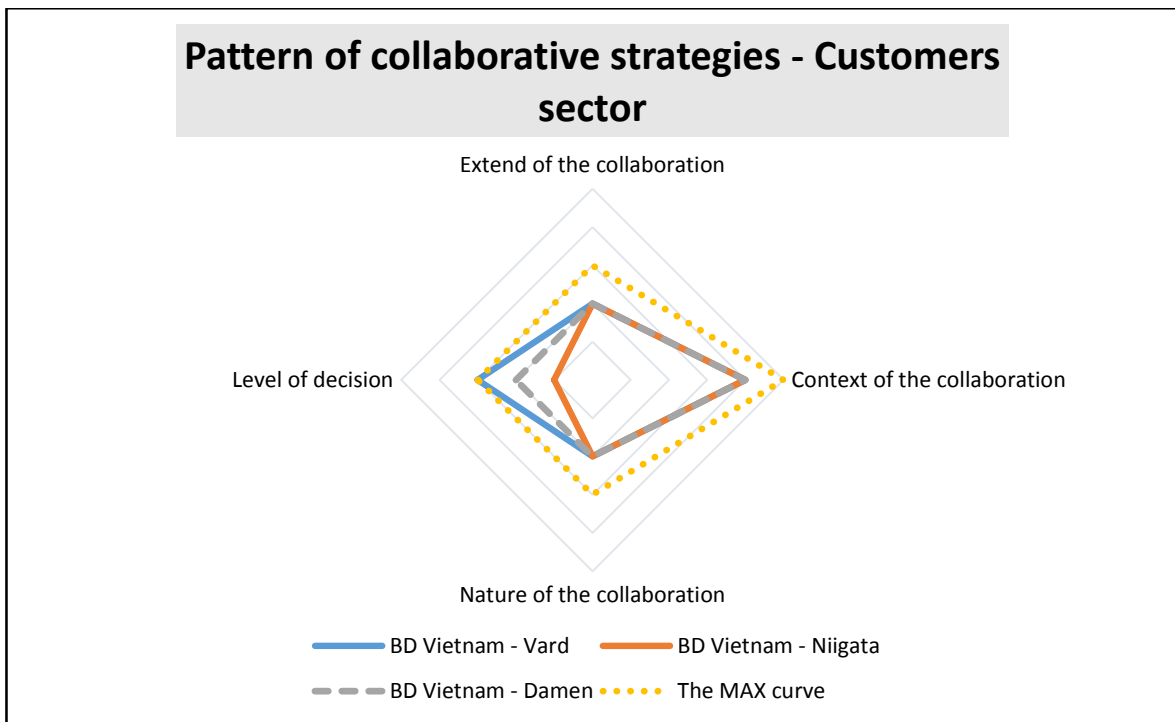 Pattern of collaborative strategies - Customers
sector
Extend of the collaboration
Level of decision
Context of the collaboration
Nature of the collaboration
BD Vietnam - Vard
BD Vietnam - Niigata
BD Vietnam - Damen
The MAX curve